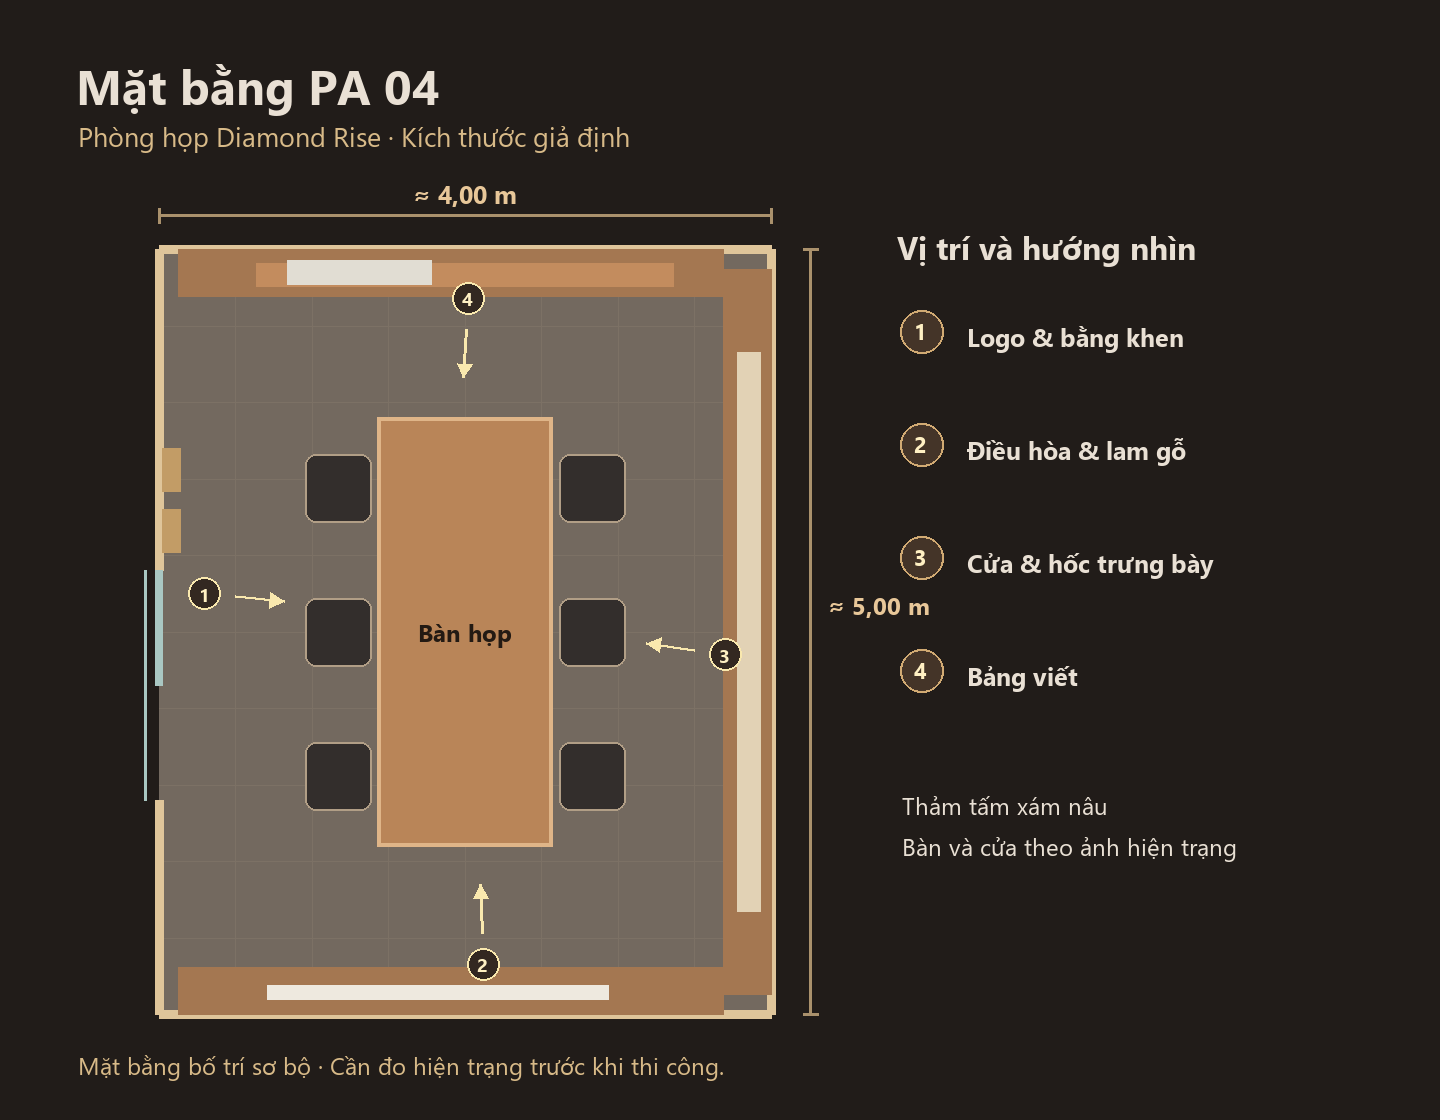 Mặt bằng PA 04
Phòng họp Diamond Rise · Kích thước giả định
≈ 4,00 m
4
1
Bàn họp
3
2
≈ 5,00 m
Vị trí và hướng nhìn
1 Logo & bằng khen
2 Điều hòa & lam gỗ
3 Cửa & hốc trưng bày
4 Bảng viết
Thảm tấm xám nâu
Bàn và cửa theo ảnh hiện trạng
Mặt bằng bố trí sơ bộ · Cần đo hiện trạng trước khi thi công.